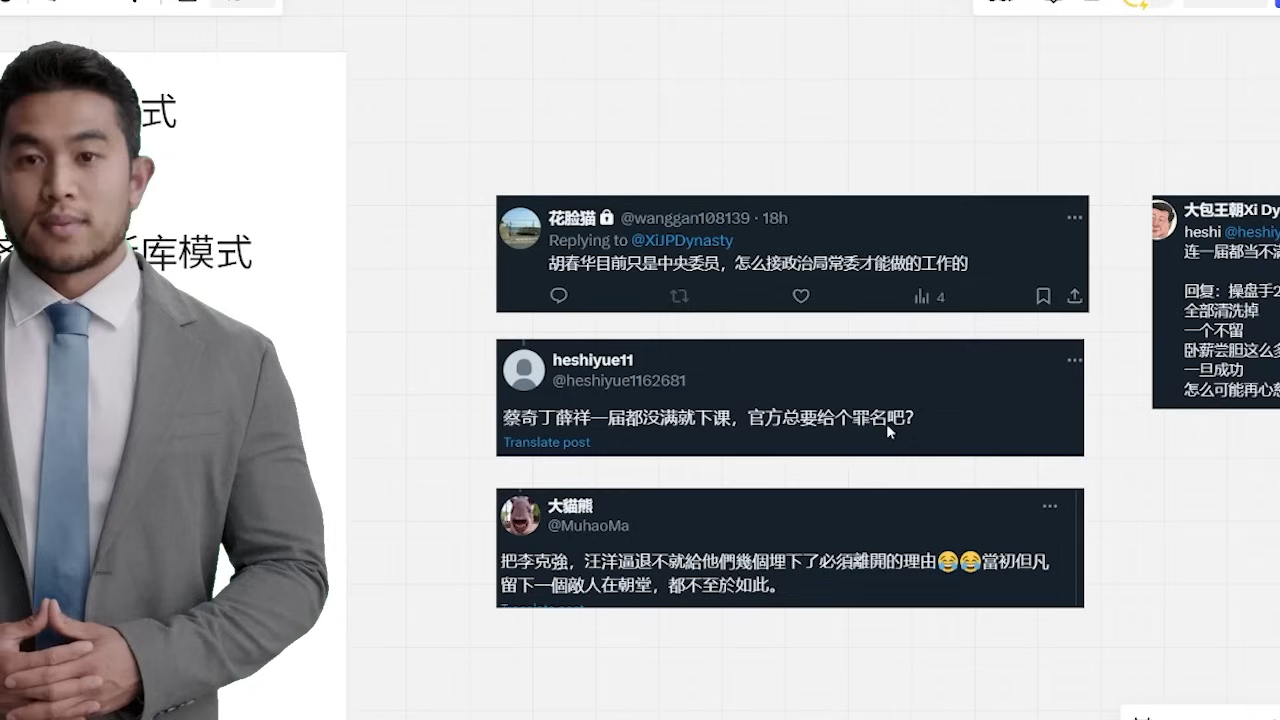 式
库模式
花脸猫 @wanggan108139 · 18h
Replying to @XiJPDynasty
胡春华目前只是中央委员，怎么接政治局常委才能做的工作的
4
heshiyue11
@heshiyue1162681
蔡奇丁薛祥一届都没满就下课，官方总要给个罪名吧？
Translate post
大貓熊
@MuhaoMa
把李克強，汪洋逼退不就給他們幾個埋下了必須離開的理由😂😂當初但凡
留下一個敵人在朝堂，都不至於如此。
大包王朝Xi Dy
heshi @heshiy
连一届都当不满
回复：操盘手2
全部清洗掉
一个不留
卧薪尝胆这么多
一旦成功
怎么可能再心慈